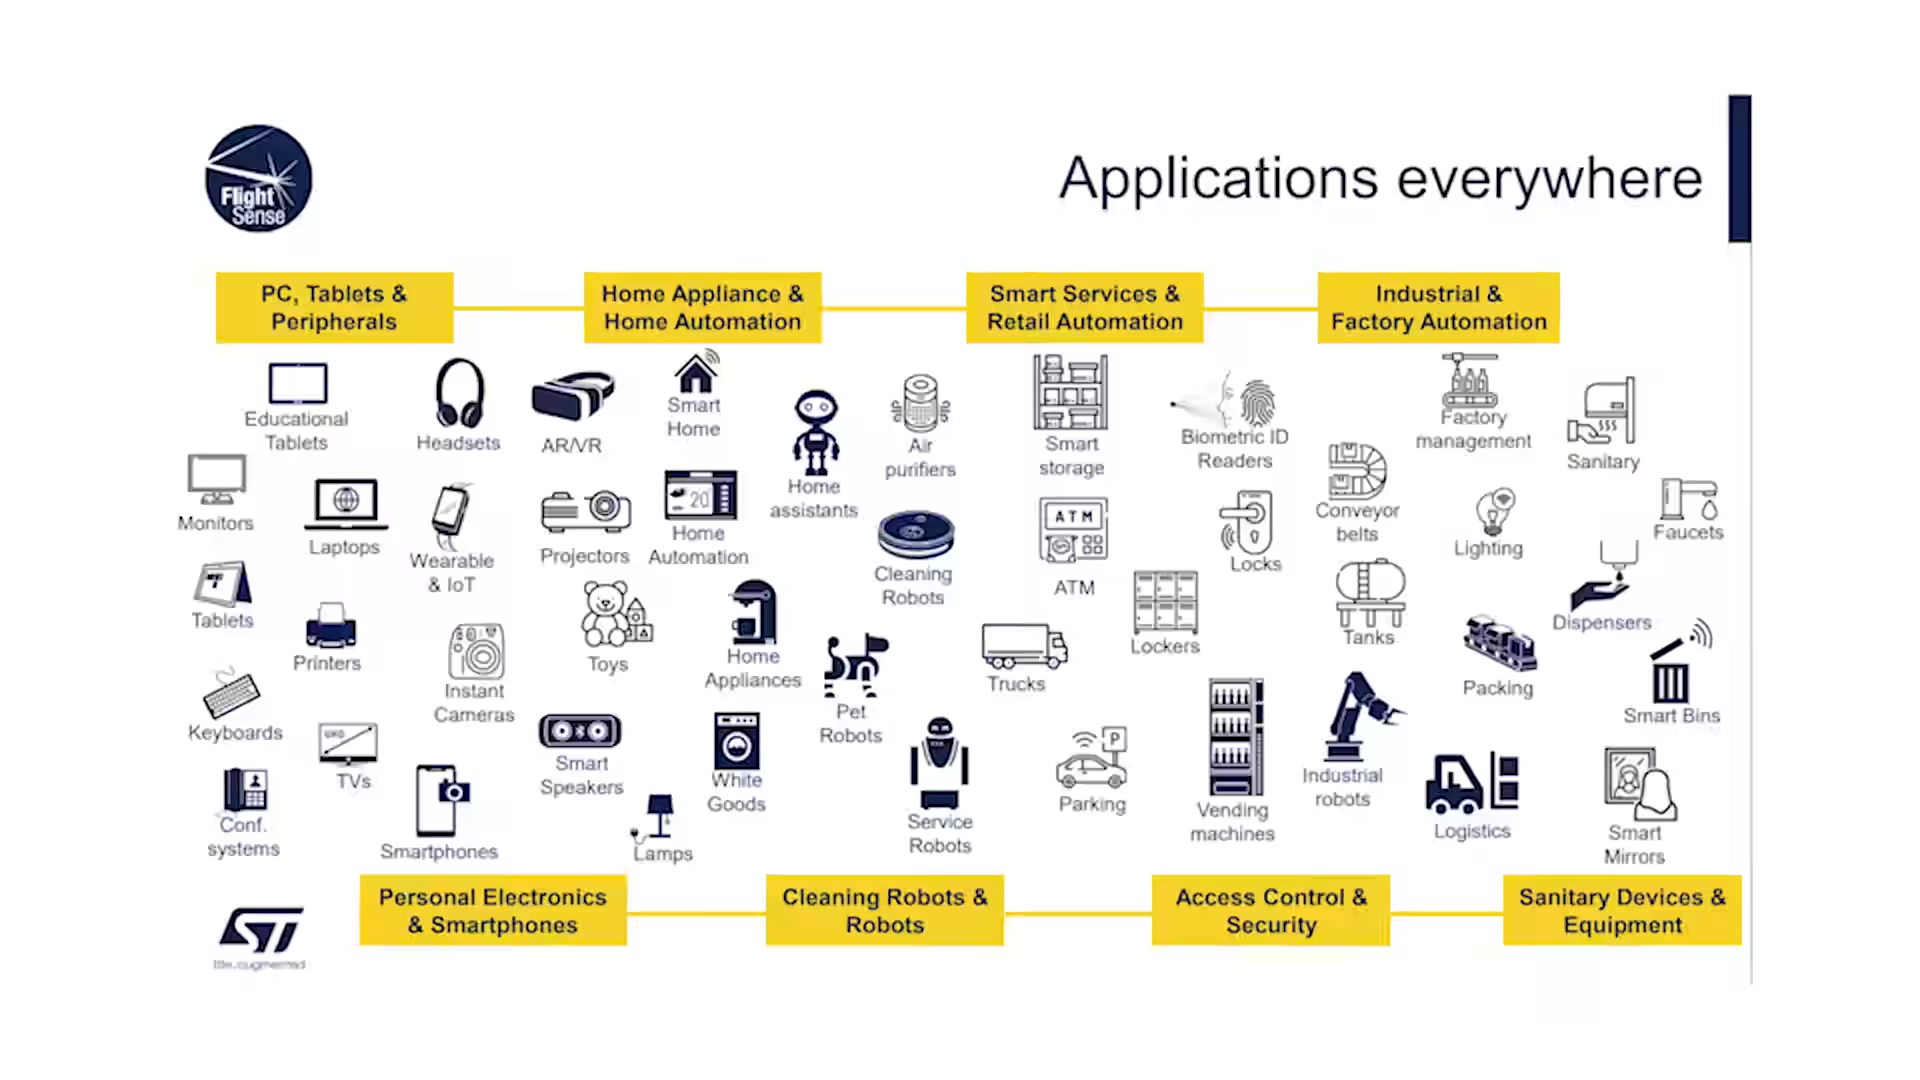 Flight
Sense
Applications everywhere
PC, Tablets &
Peripherals
Home Appliance &
Home Automation
Smart Services &
Retail Automation
Industrial &
Factory Automation
Educational
Tablets
Headsets
AR/VR
Smart
Home
Home
assistants
Air
purifiers
Smart
storage
Biometric ID
Readers
Factory
management
Sanitary
Monitors
Laptops
Wearable
& IoT
Projectors
20
Home
Automation
Cleaning
Robots
ATM
ATM
Locks
Conveyor
belts
Lighting
Faucets
Tablets
Printers
Instant
Cameras
Toys
Home
Appliances
Pet
Robots
Trucks
Lockers
Tanks
Packing
Dispensers
Smart Bins
Keyboards
UHD
TVs
Smart
Speakers
White
Goods
Service
Robots
P
Parking
Vending
machines
Industrial
robots
Logistics
Smart
Mirrors
Conf.
systems
Smartphones
Lamps
Personal Electronics
& Smartphones
Cleaning Robots &
Robots
Access Control &
Security
Sanitary Devices &
Equipment
ST
life.augmented